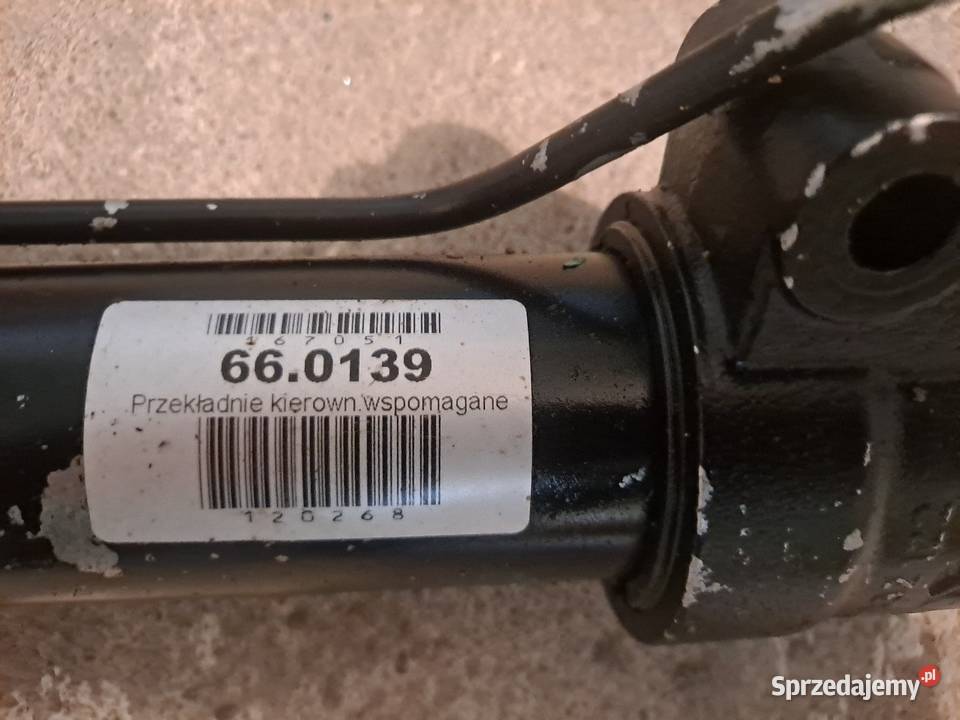 167051
66.0139
Przekładnie kierown.wspomagane
120268
Sprzedajemy.pl